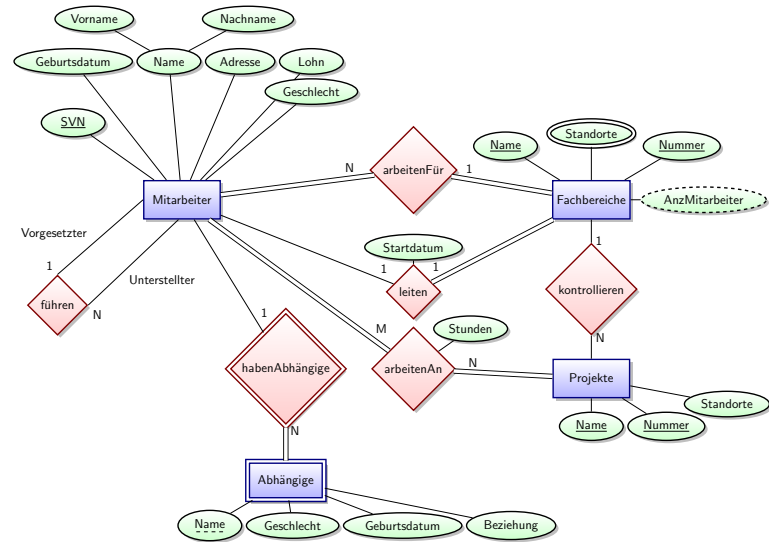 Vorname
Nachname
Geburtsdatum
Name
Adresse
Lohn
Geschlecht
SVN
Mitarbeiter
N
arbeitenFür
1
Name
Standorte
Nummer
Fachbereiche
AnzMitarbeiter
Vorgesetzter
Unterstellter
1
führen
N
Startdatum
1
1
leiten
1
kontrollieren
N
1
habenAbhängige
N
M
arbeitenAn
Stunden
N
Projekte
Standorte
Name
Nummer
Abhängige
Name
Geschlecht
Geburtsdatum
Beziehung